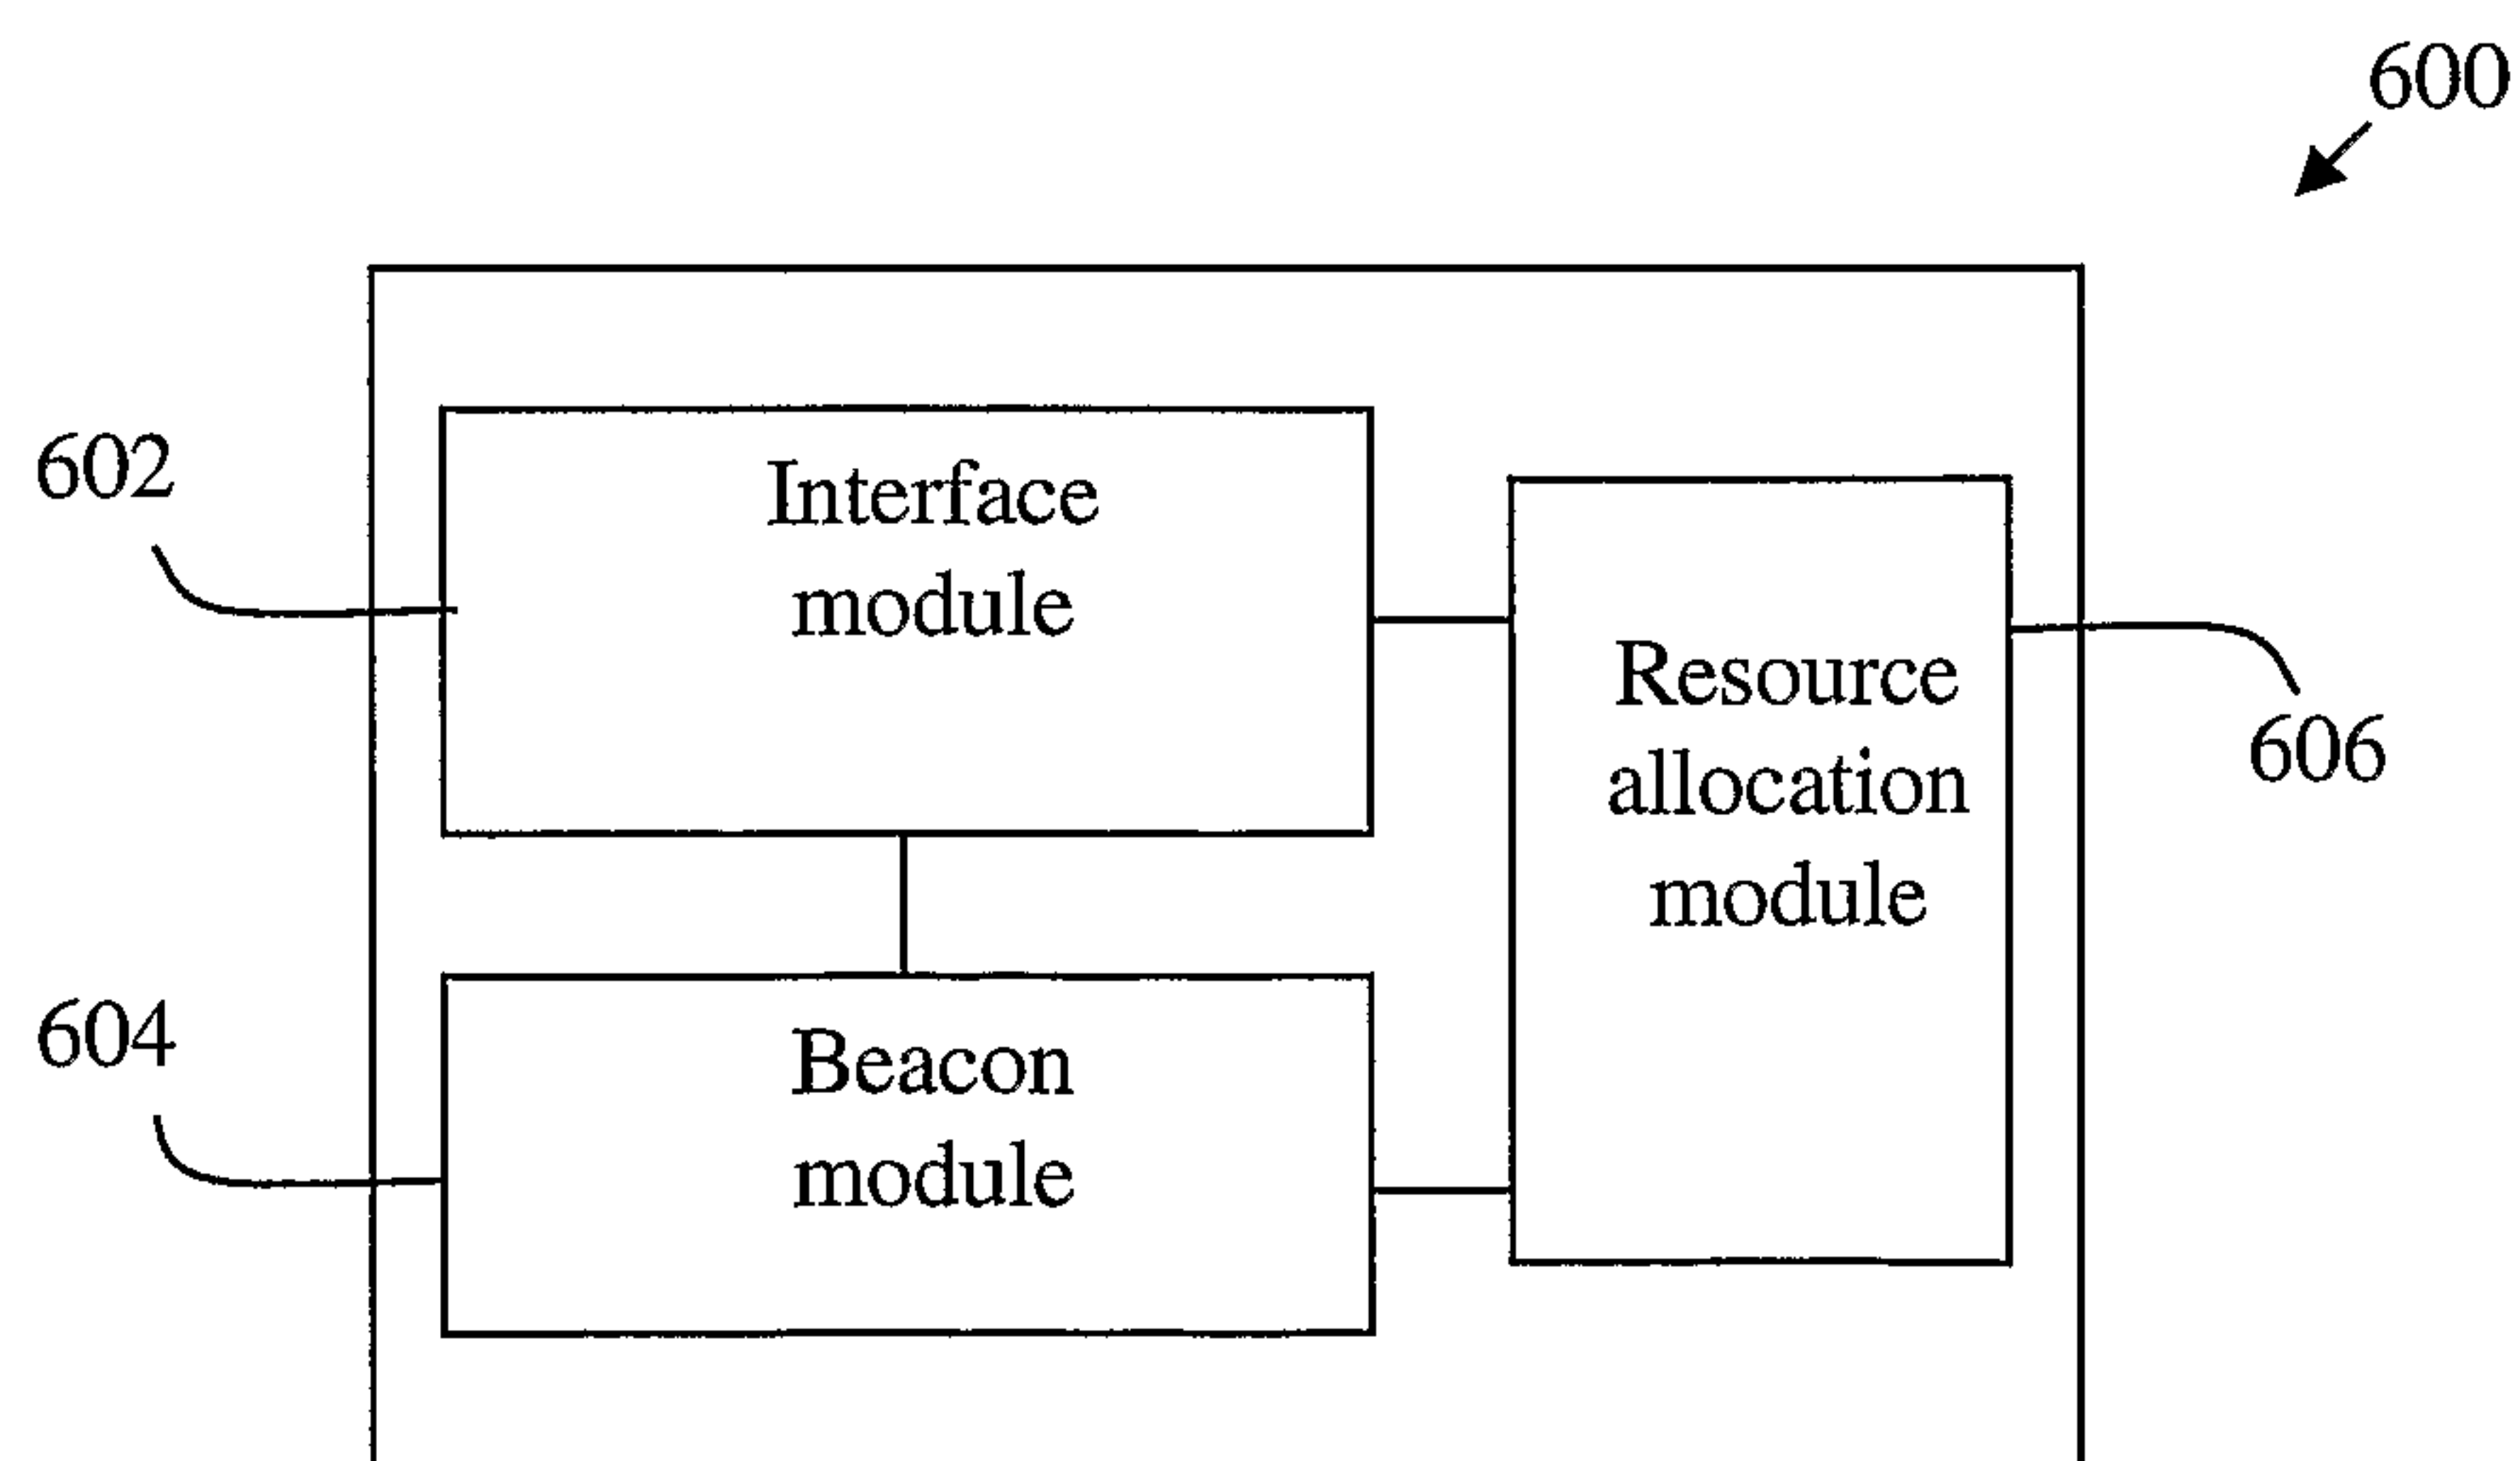 600
602
Interface
module
Resource
allocation
module
606
604
Beacon
module